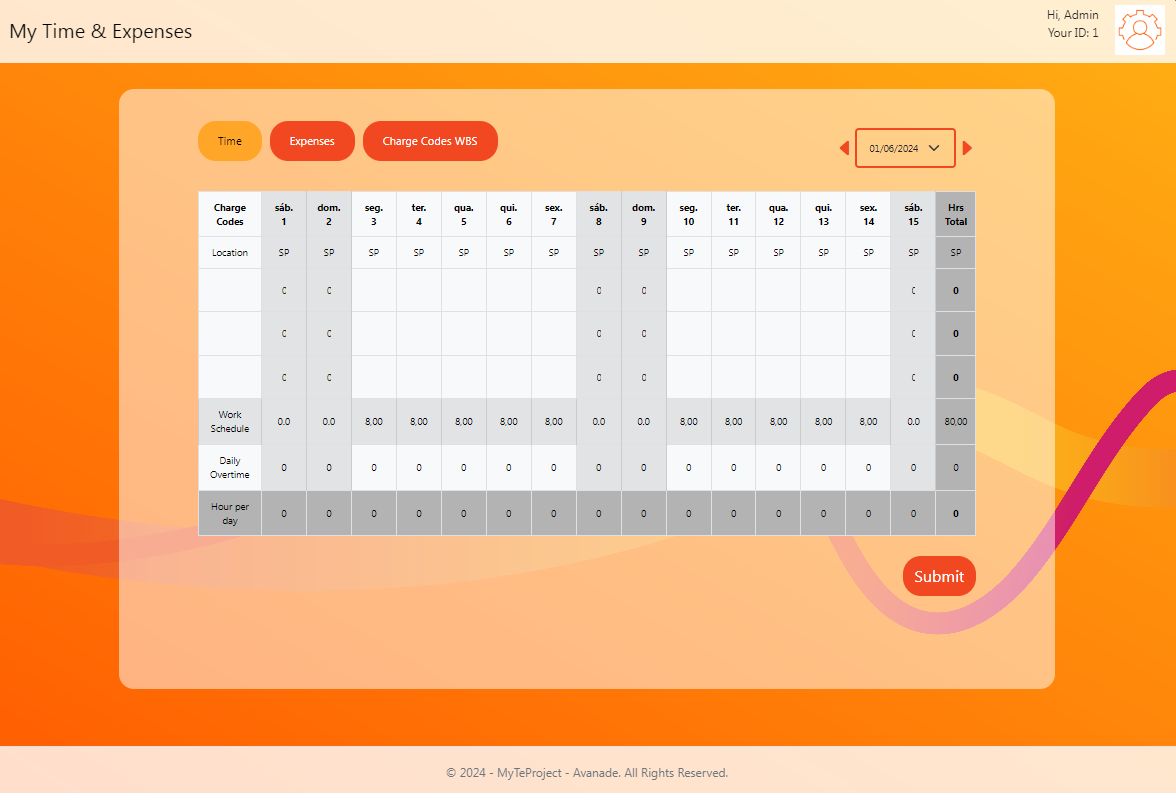 My Time & Expenses
Hi, Admin
Your ID: 1
Time Expenses Charge Codes WBS
01/06/2024
Charge Codes sáb. 1 dom. 2 seg. 3 ter. 4 qua. 5 qui. 6 sex. 7 sáb. 8 dom. 9 seg. 10 ter. 11 qua. 12 qui. 13 sex. 14 sáb. 15 Hrs Total
Location SP SP SP SP SP SP SP SP SP SP SP SP SP SP SP SP
0 0 0 0 0 0
0 0 0 0 0 0
0 0 0 0 0 0
Work Schedule 0.0 0.0 8,00 8,00 8,00 8,00 8,00 0.0 0.0 8,00 8,00 8,00 8,00 8,00 0.0 80,00
Daily Overtime 0 0 0 0 0 0 0 0 0 0 0 0 0 0 0 0
Hour per day 0 0 0 0 0 0 0 0 0 0 0 0 0 0 0 0
Submit
© 2024 - MyTeProject - Avanade. All Rights Reserved.